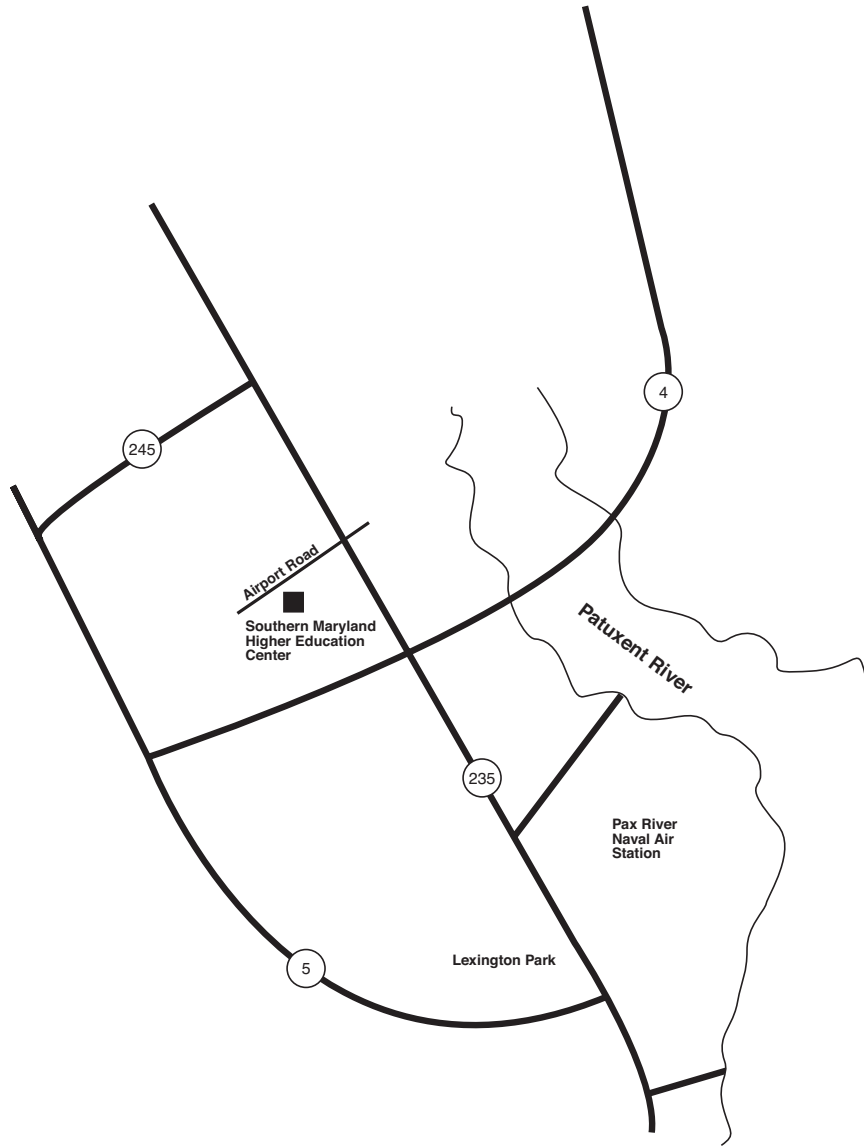 4
245
Airport Road
Southern Maryland
Higher Education
Center
Patuxent River
235
Pax River
Naval Air
Station
Lexington Park
5